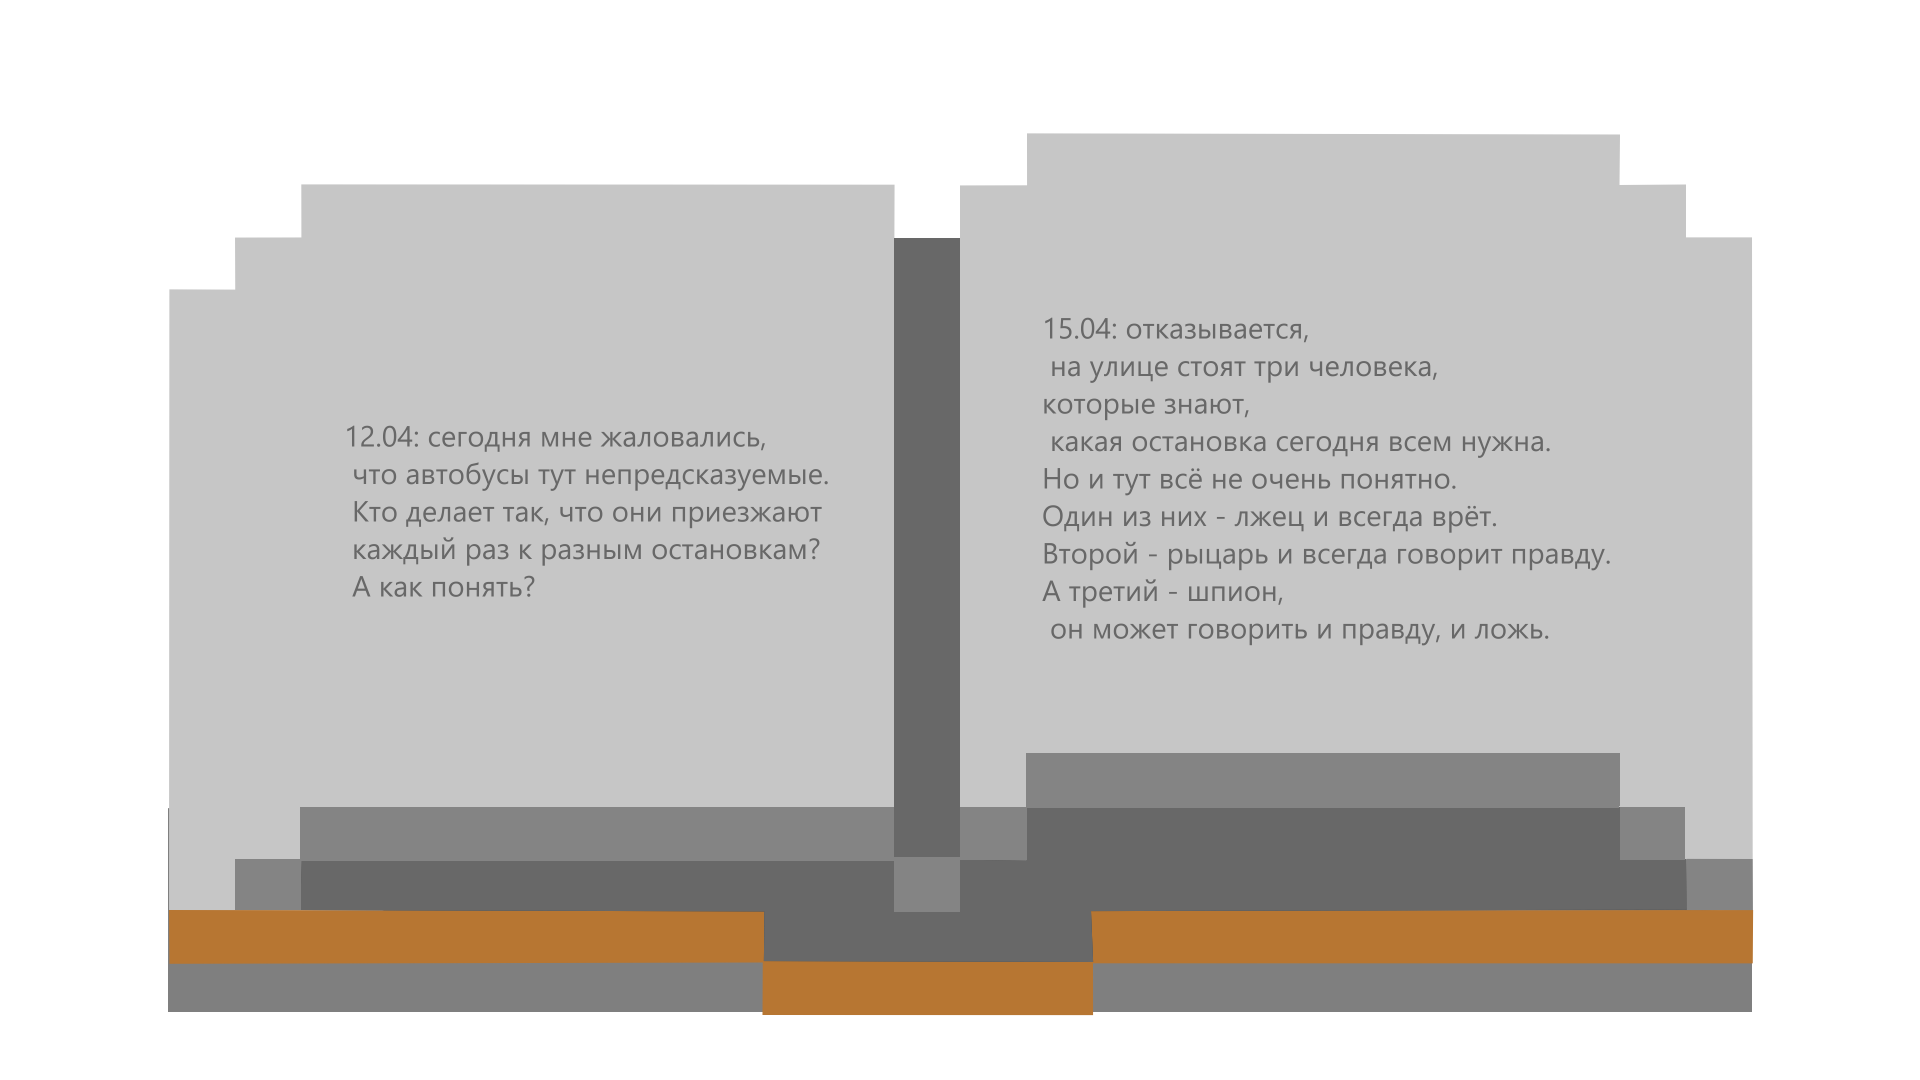 12.04: сегодня мне жаловались,
что автобусы тут непредсказуемые.
Кто делает так, что они приезжают
каждый раз к разным остановкам?
А как понять?
15.04: отказывается,
на улице стоят три человека,
которые знают,
какая остановка сегодня всем нужна.
Но и тут всё не очень понятно.
Один из них - лжец и всегда врёт.
Второй - рыцарь и всегда говорит правду.
А третий - шпион,
он может говорить и правду, и ложь.